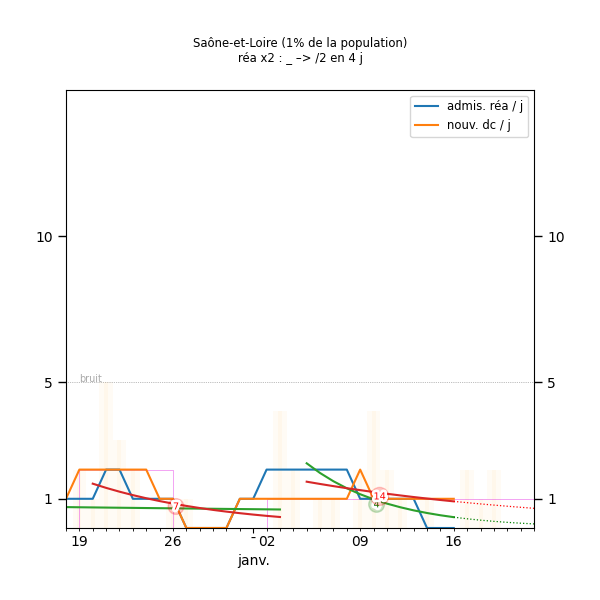 Saône-et-Loire (1% de la population)
réa x2 : _ –> /2 en 4 j
admis. réa / j
nouv. dc / j
10
10
bruit
5
5
14
4
7
1
1
19
26
-
02
09
16
janv.